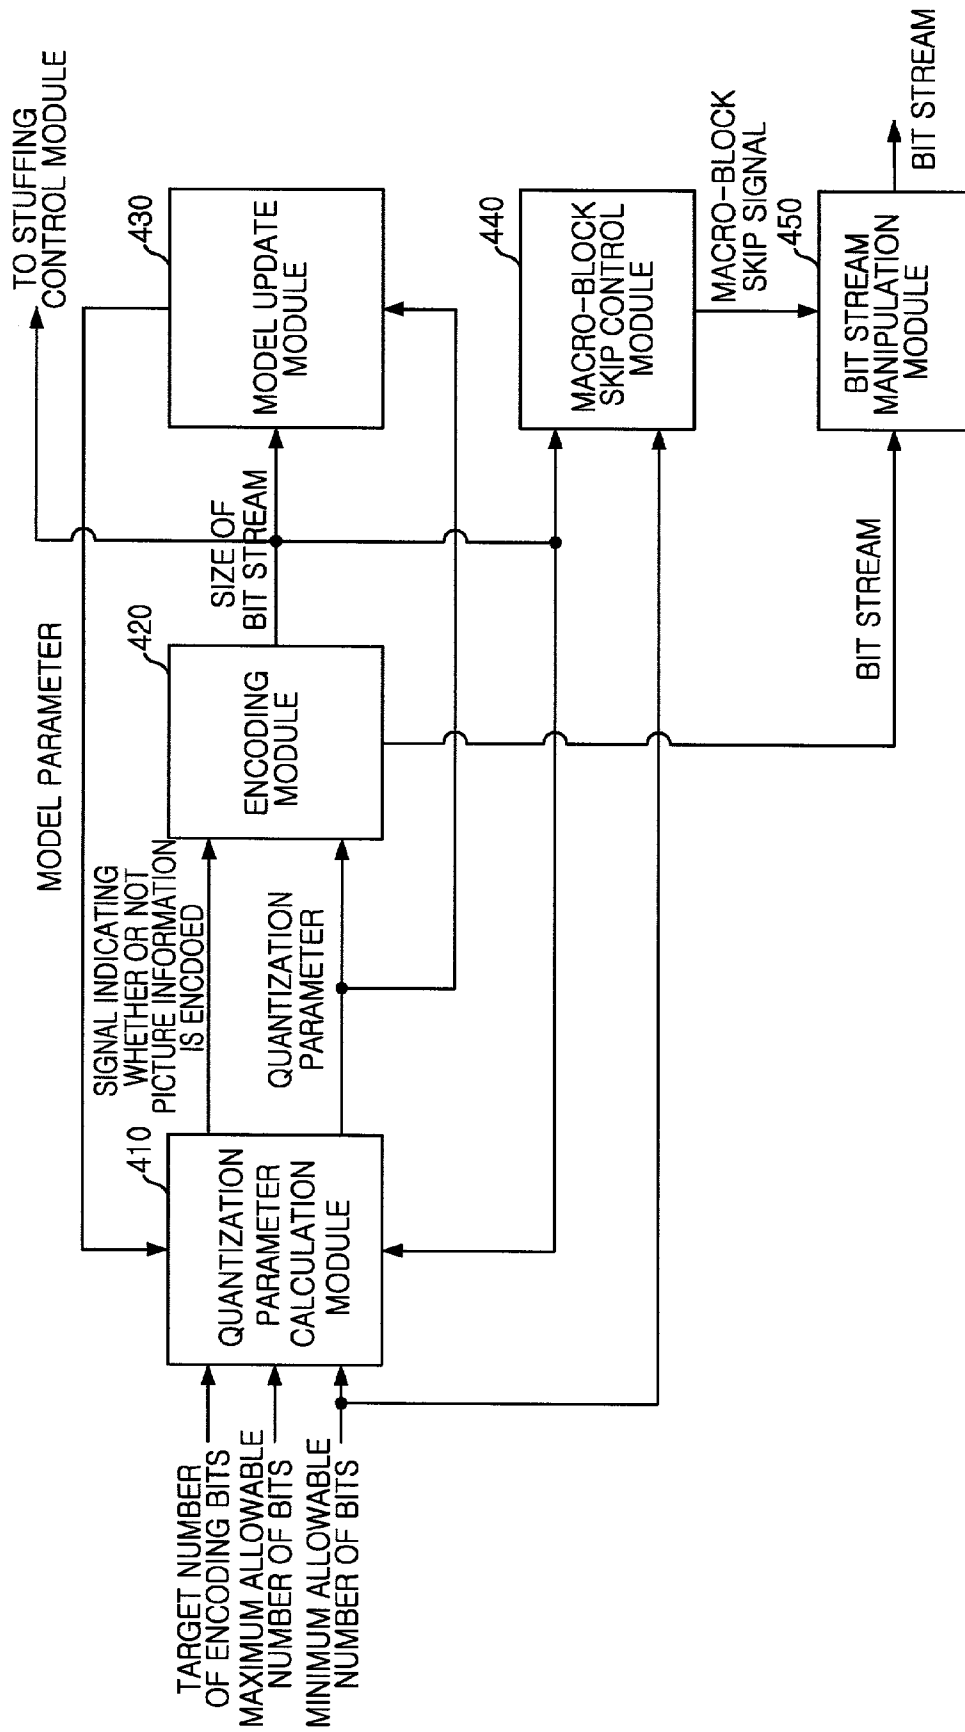 TO STUFFING
CONTROL MODULE
MODEL PARAMETER
SIGNAL INDICATING
WHETHER OR NOT
PICTURE INFORMATION
IS ENCDOED
410
QUANTIZATION
PARAMETER
CALCULATION
MODULE
TARGET NUMBER
OF ENCODING BITS
MAXIMUM ALLOWABLE
NUMBER OF BITS
MINIMUM ALLOWABLE
NUMBER OF BITS
QUANTIZATION
PARAMETER
420
ENCODING
MODULE
SIZE OF
BIT STREAM
430
MODEL UPDATE
MODULE
440
MACRO-BLOCK
SKIP CONTROL
MODULE
MACRO-BLOCK
SKIP SIGNAL
BIT STREAM
450
BIT STREAM
MANIPULATION
MODULE
BIT STREAM